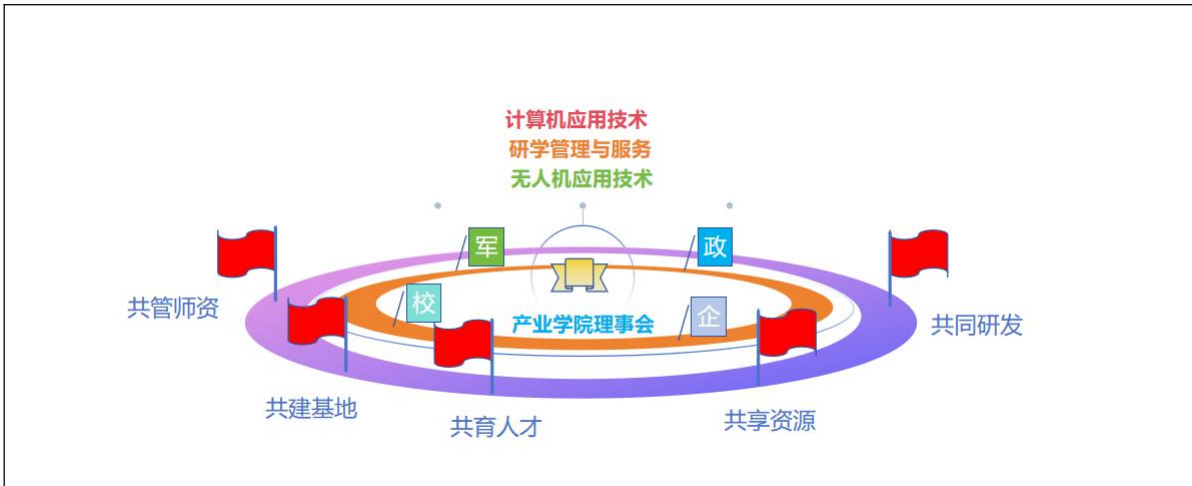 计算机应用技术
研学管理与服务
无人机应用技术
军
政
校
企
产业学院理事会
共管师资
共同研发
共建基地
共育人才
共享资源